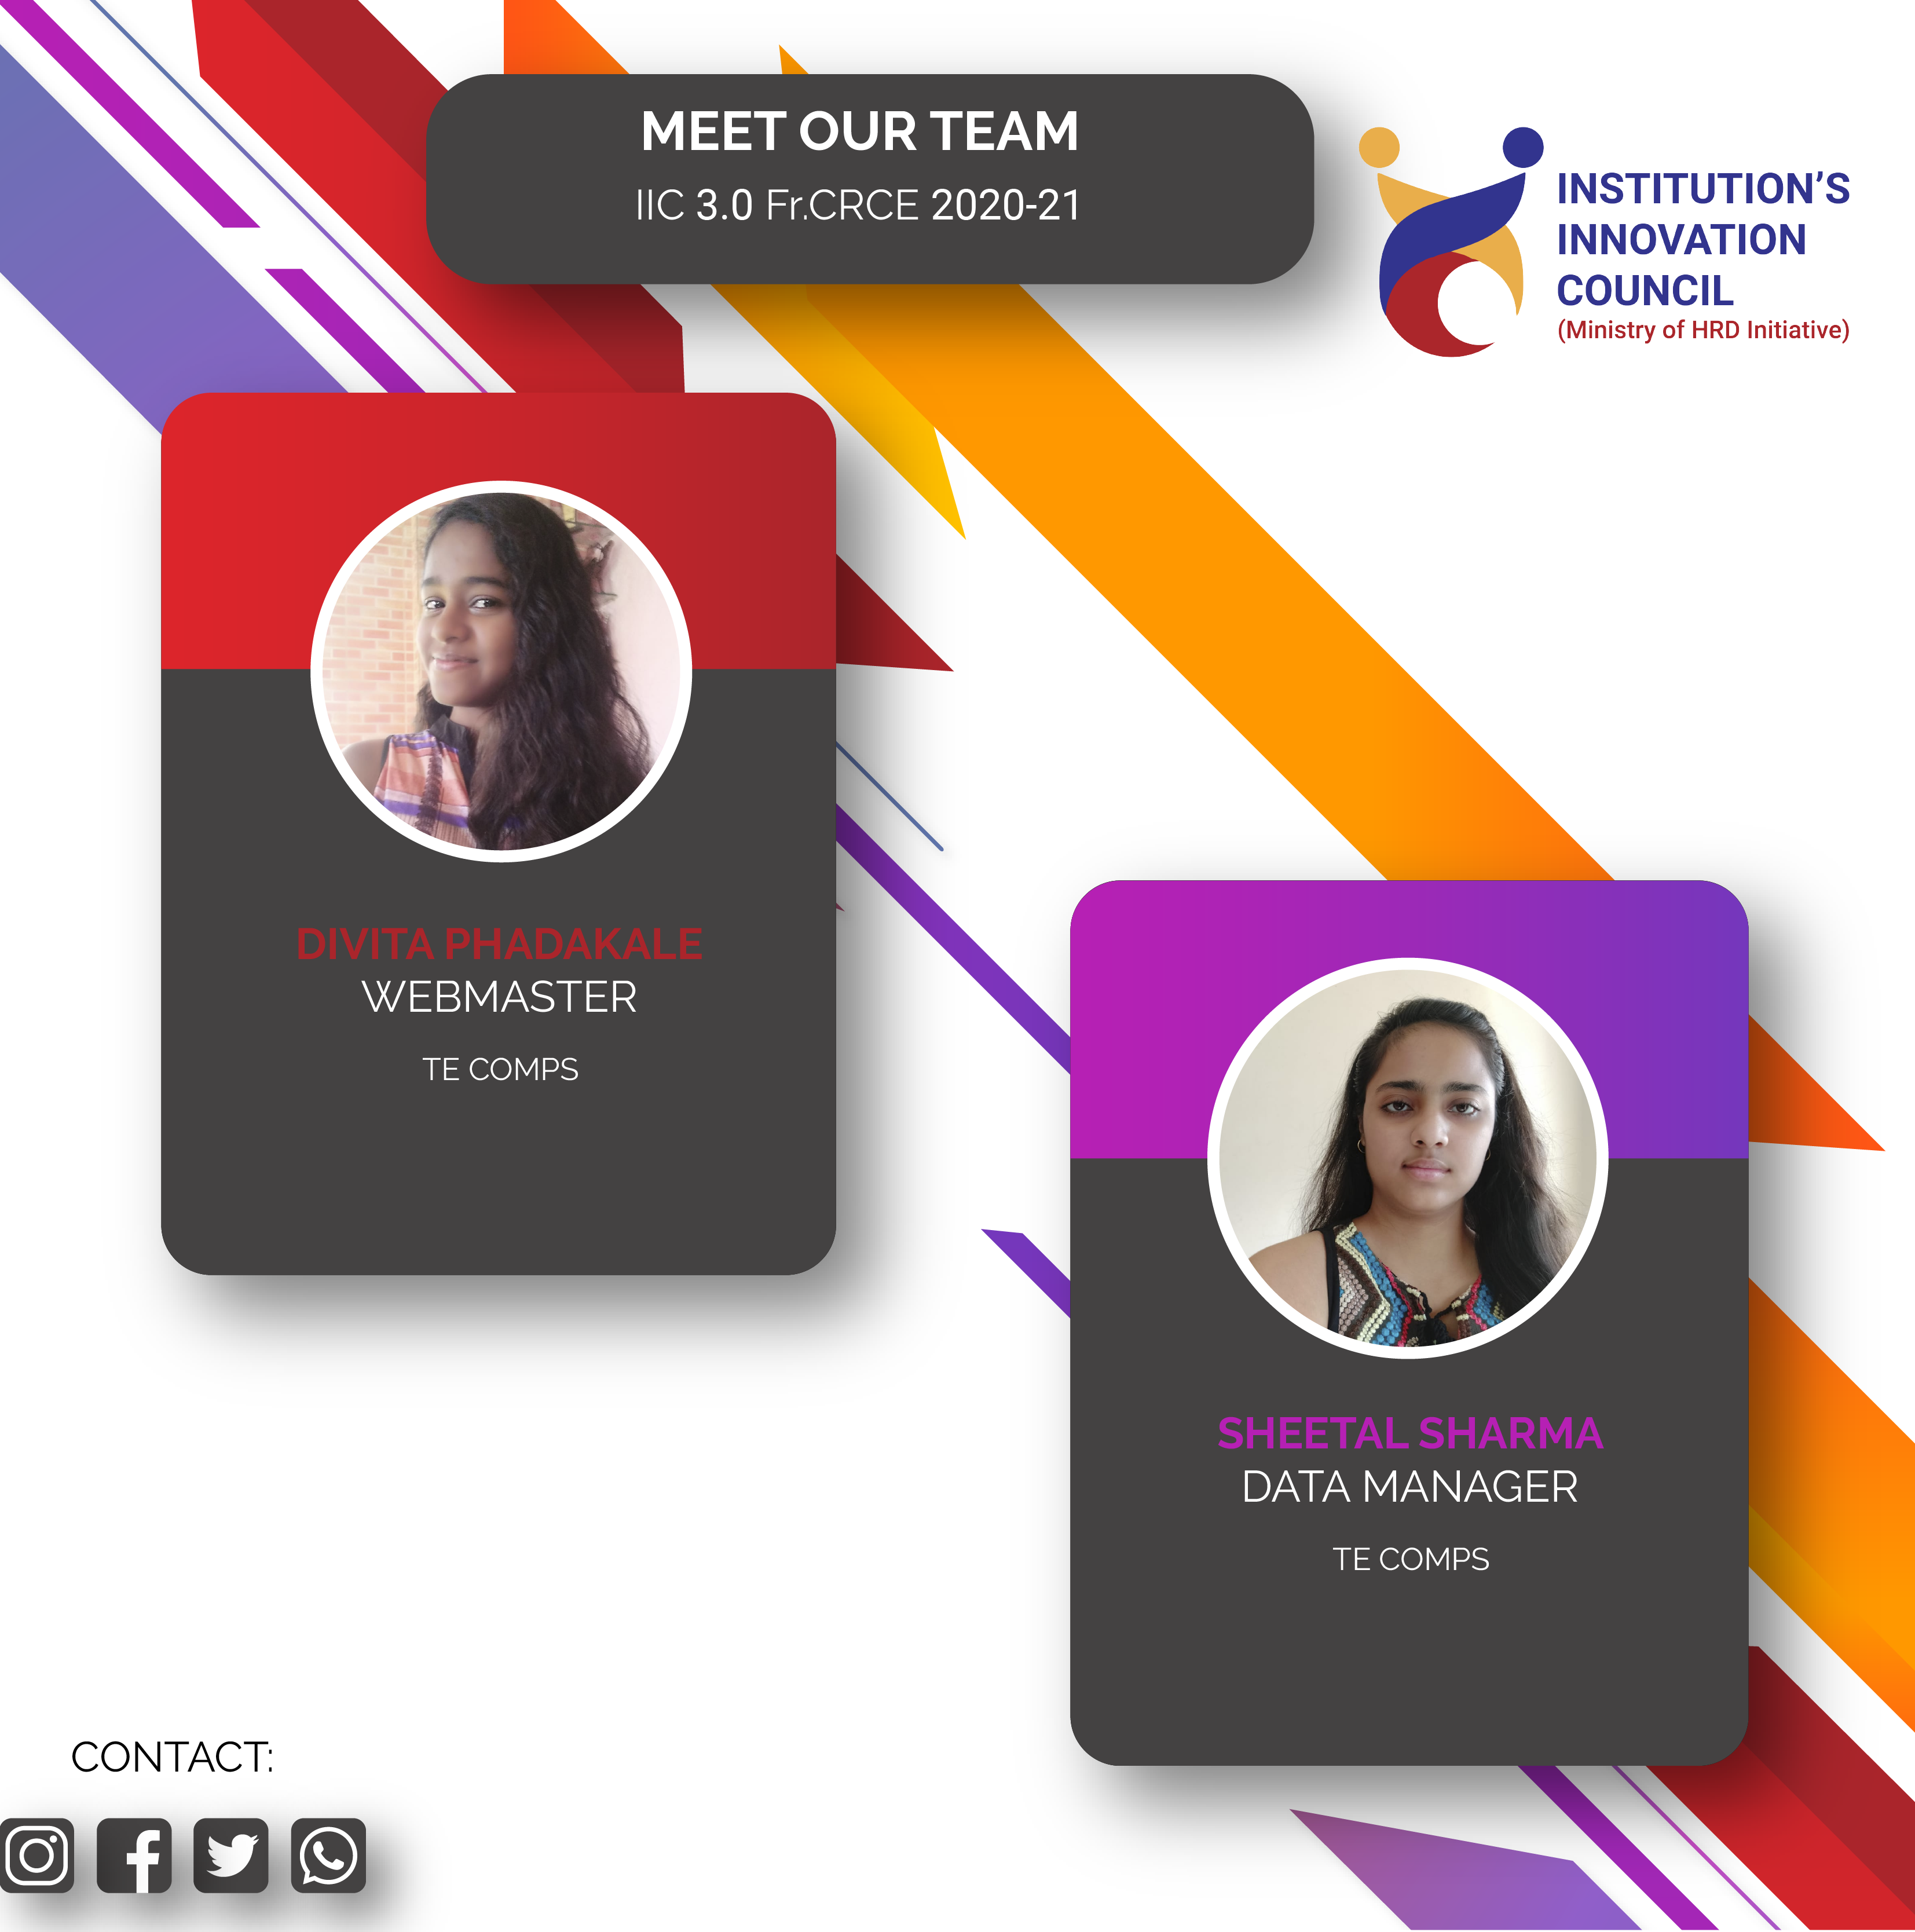 MEET OUR TEAM
IIC 3.0 Fr.CRCE 2020-21
INSTITUTION’S
INNOVATION
COUNCIL
(Ministry of HRD Initiative)
DIVITA PHADAKALE
WEBMASTER
TE COMPS
SHEETAL SHARMA
DATA MANAGER
TE COMPS
CONTACT: